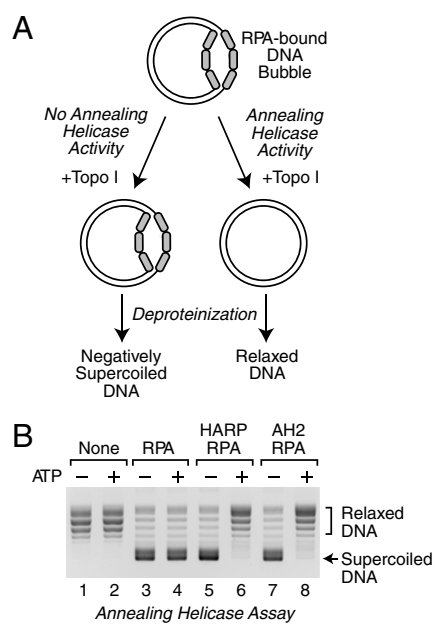 A
RPA-bound
DNA
Bubble
No Annealing
Helicase
Activity
Annealing
Helicase
Activity
+Topo I
+Topo I
Deproteinization
Negatively
Supercoiled
DNA
Relaxed
DNA
B
None RPA HARP RPA AH2 RPA
ATP − + − + − + − +
Relaxed
DNA
Supercoiled
DNA
1 2 3 4 5 6 7 8
Annealing Helicase Assay